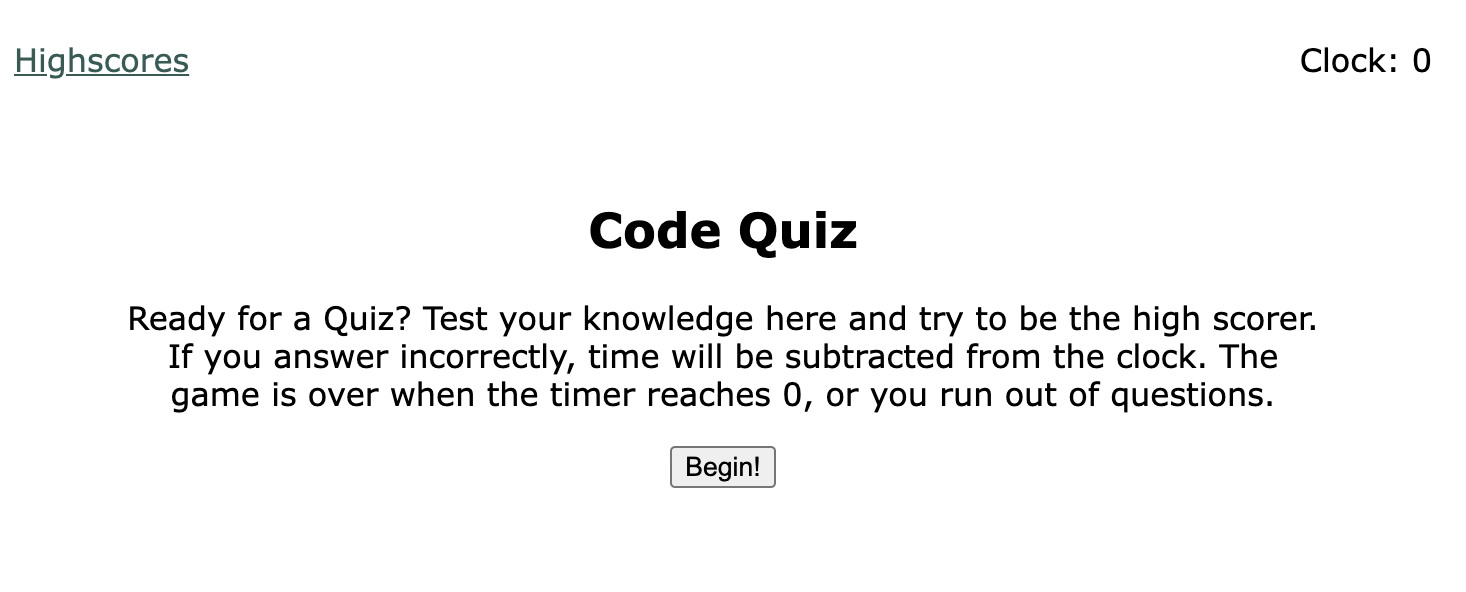 Highscores
Clock: 0
Code Quiz
Ready for a Quiz? Test your knowledge here and try to be the high scorer.
If you answer incorrectly, time will be subtracted from the clock. The
game is over when the timer reaches 0, or you run out of questions.
Begin!